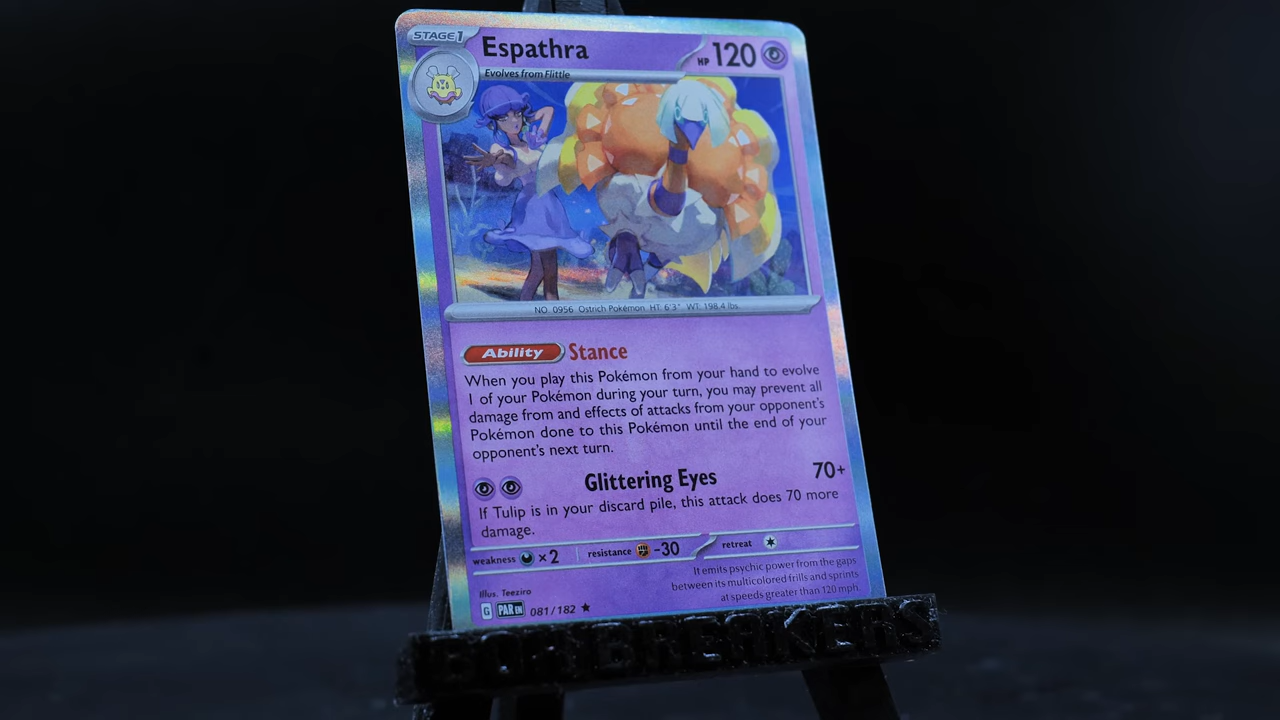 STAGE 1
Espathra
HP 120
Evolves from Flittle
NO. 0956 Ostrich Pokémon HT: 6'3" WT: 198.4 lbs.
Ability Stance
When you play this Pokémon from your hand to evolve
1 of your Pokémon during your turn, you may prevent all
damage from and effects of attacks from your opponent's
Pokémon done to this Pokémon until the end of your
opponent's next turn.
Glittering Eyes 70+
If Tulip is in your discard pile, this attack does 70 more
damage.
weakness ×2 resistance -30 retreat
It emits psychic power from the gaps
between its multicolored frills and sprints
at speeds greater than 120 mph.
Illus. Teeziro
G PAR EN 081/182
BOXBREAKERS